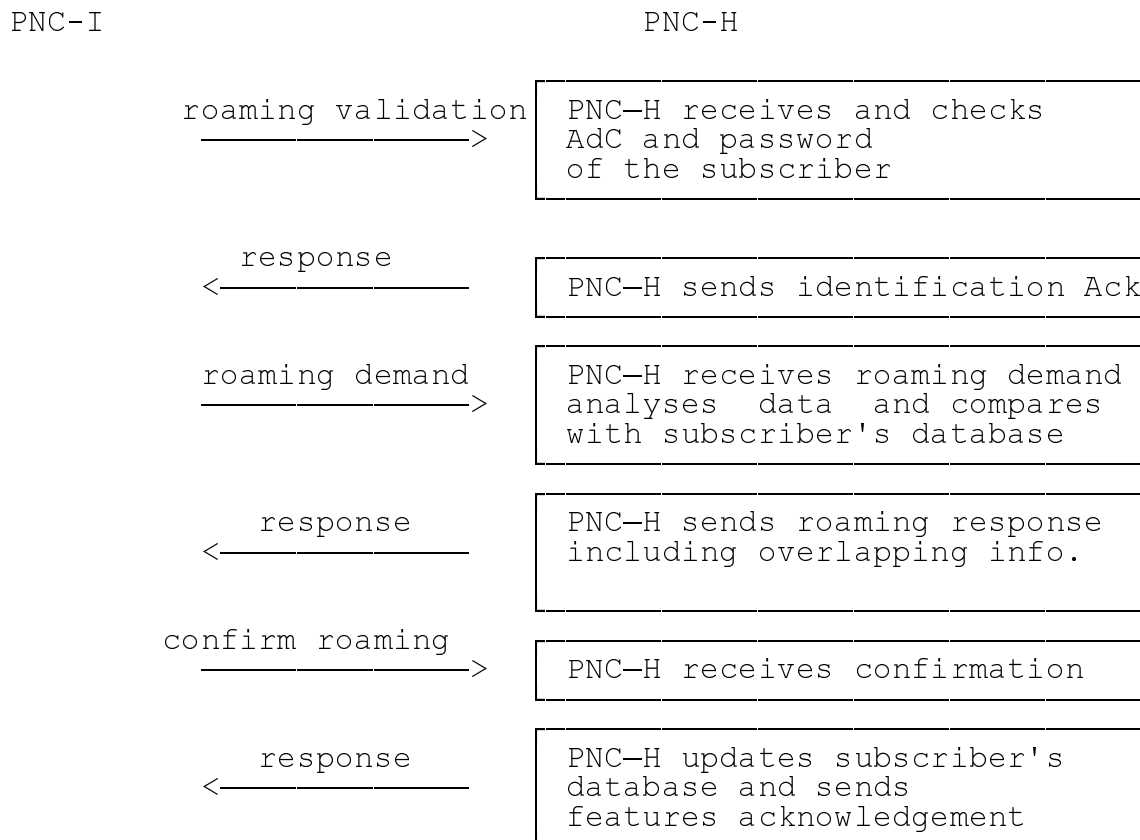 PNC-I PNC-H
roaming validation
PNC—H receives and checks
AdC and password
of the subscriber
response
PNC—H sends identification Ack
roaming demand
PNC—H receives roaming demand
analyses data and compares
with subscriber's database
response
PNC—H sends roaming response
including overlapping info.
confirm roaming
PNC—H receives confirmation
response
PNC—H updates subscriber's
database and sends
features acknowledgement